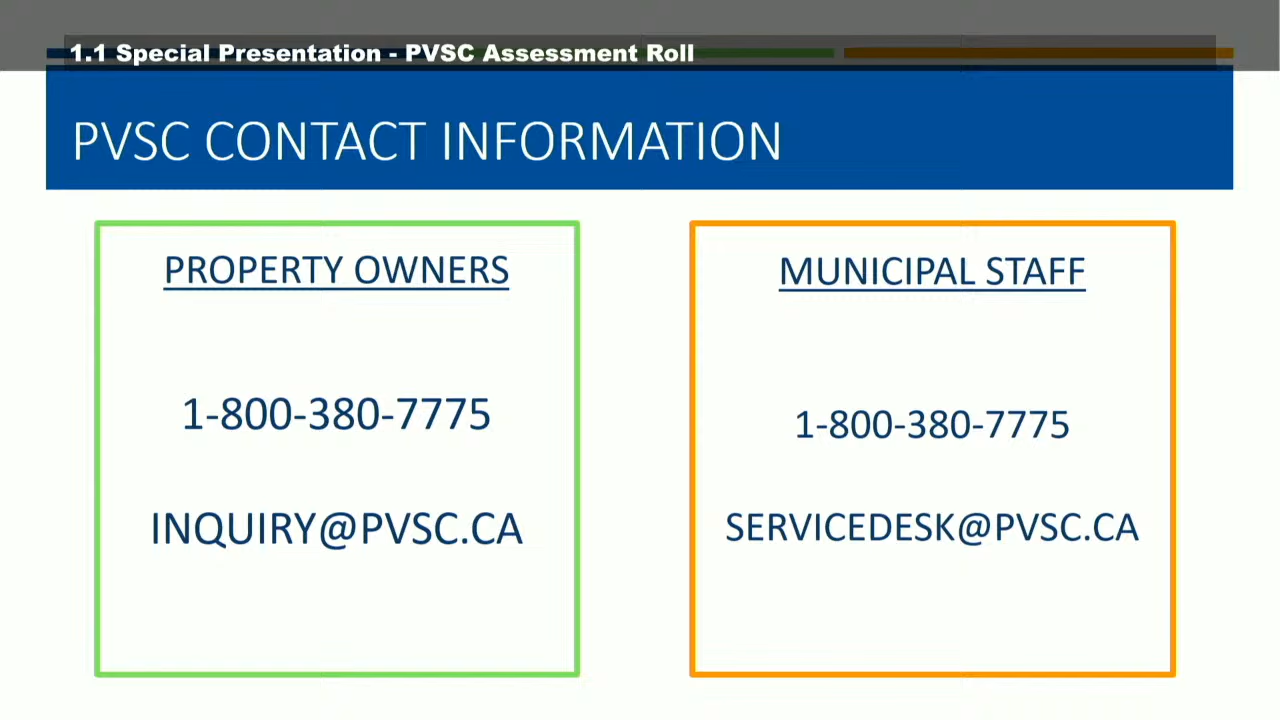 1.1 Special Presentation - PVSC Assessment Roll
PVSC CONTACT INFORMATION
PROPERTY OWNERS
1-800-380-7775
INQUIRY@PVSC.CA
MUNICIPAL STAFF
1-800-380-7775
SERVICEDESK@PVSC.CA